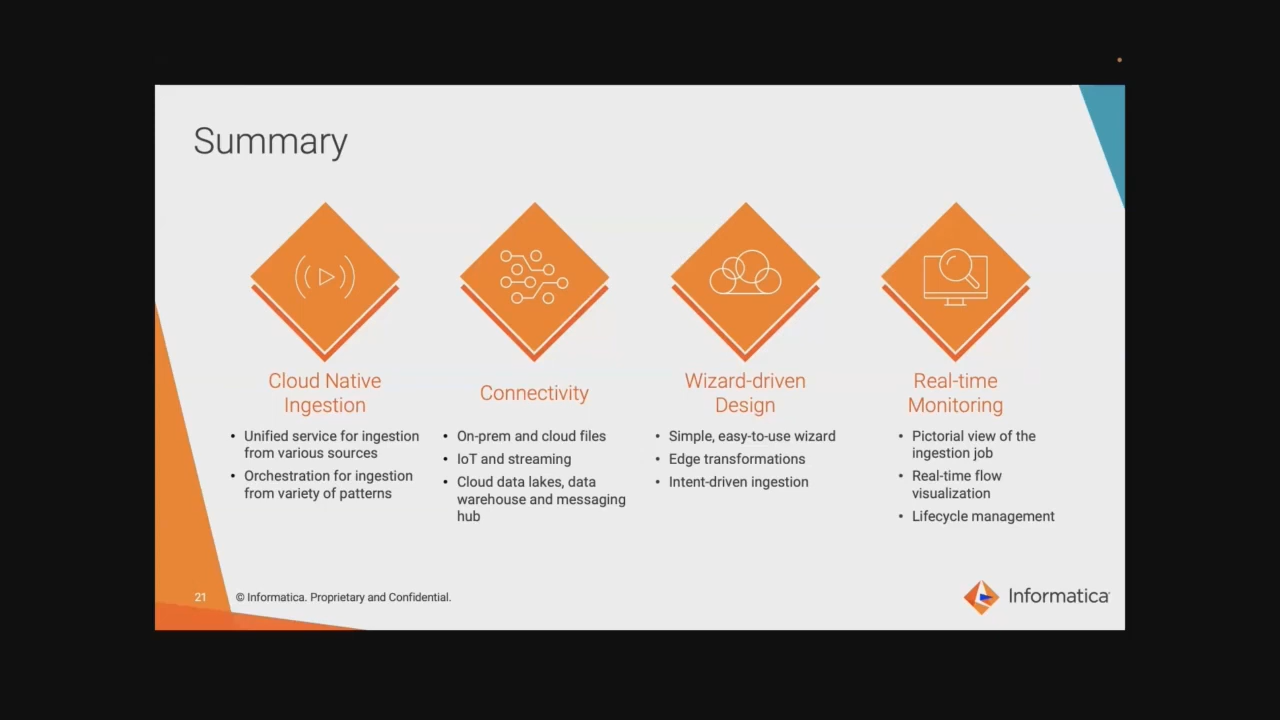 Summary
Cloud Native
Ingestion
• Unified service for ingestion
from various sources
• Orchestration for ingestion
from variety of patterns
Connectivity
• On-prem and cloud files
• IoT and streaming
• Cloud data lakes, data
warehouse and messaging
hub
Wizard-driven
Design
• Simple, easy-to-use wizard
• Edge transformations
• Intent-driven ingestion
Real-time
Monitoring
• Pictorial view of the
ingestion job
• Real-time flow
visualization
• Lifecycle management
21
© Informatica. Proprietary and Confidential.
Informatica